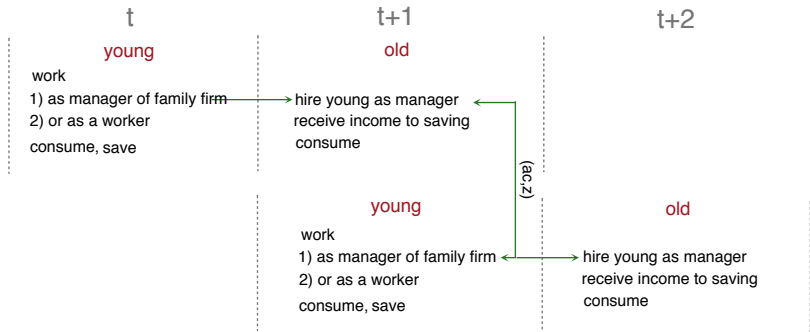 t
t+1
t+2
young
old
work
1) as manager of family firm
2) or as a worker
consume, save
hire young as manager
receive income to saving
consume
(ac,z)
young
old
work
1) as manager of family firm
2) or as a worker
consume, save
hire young as manager
receive income to saving
consume